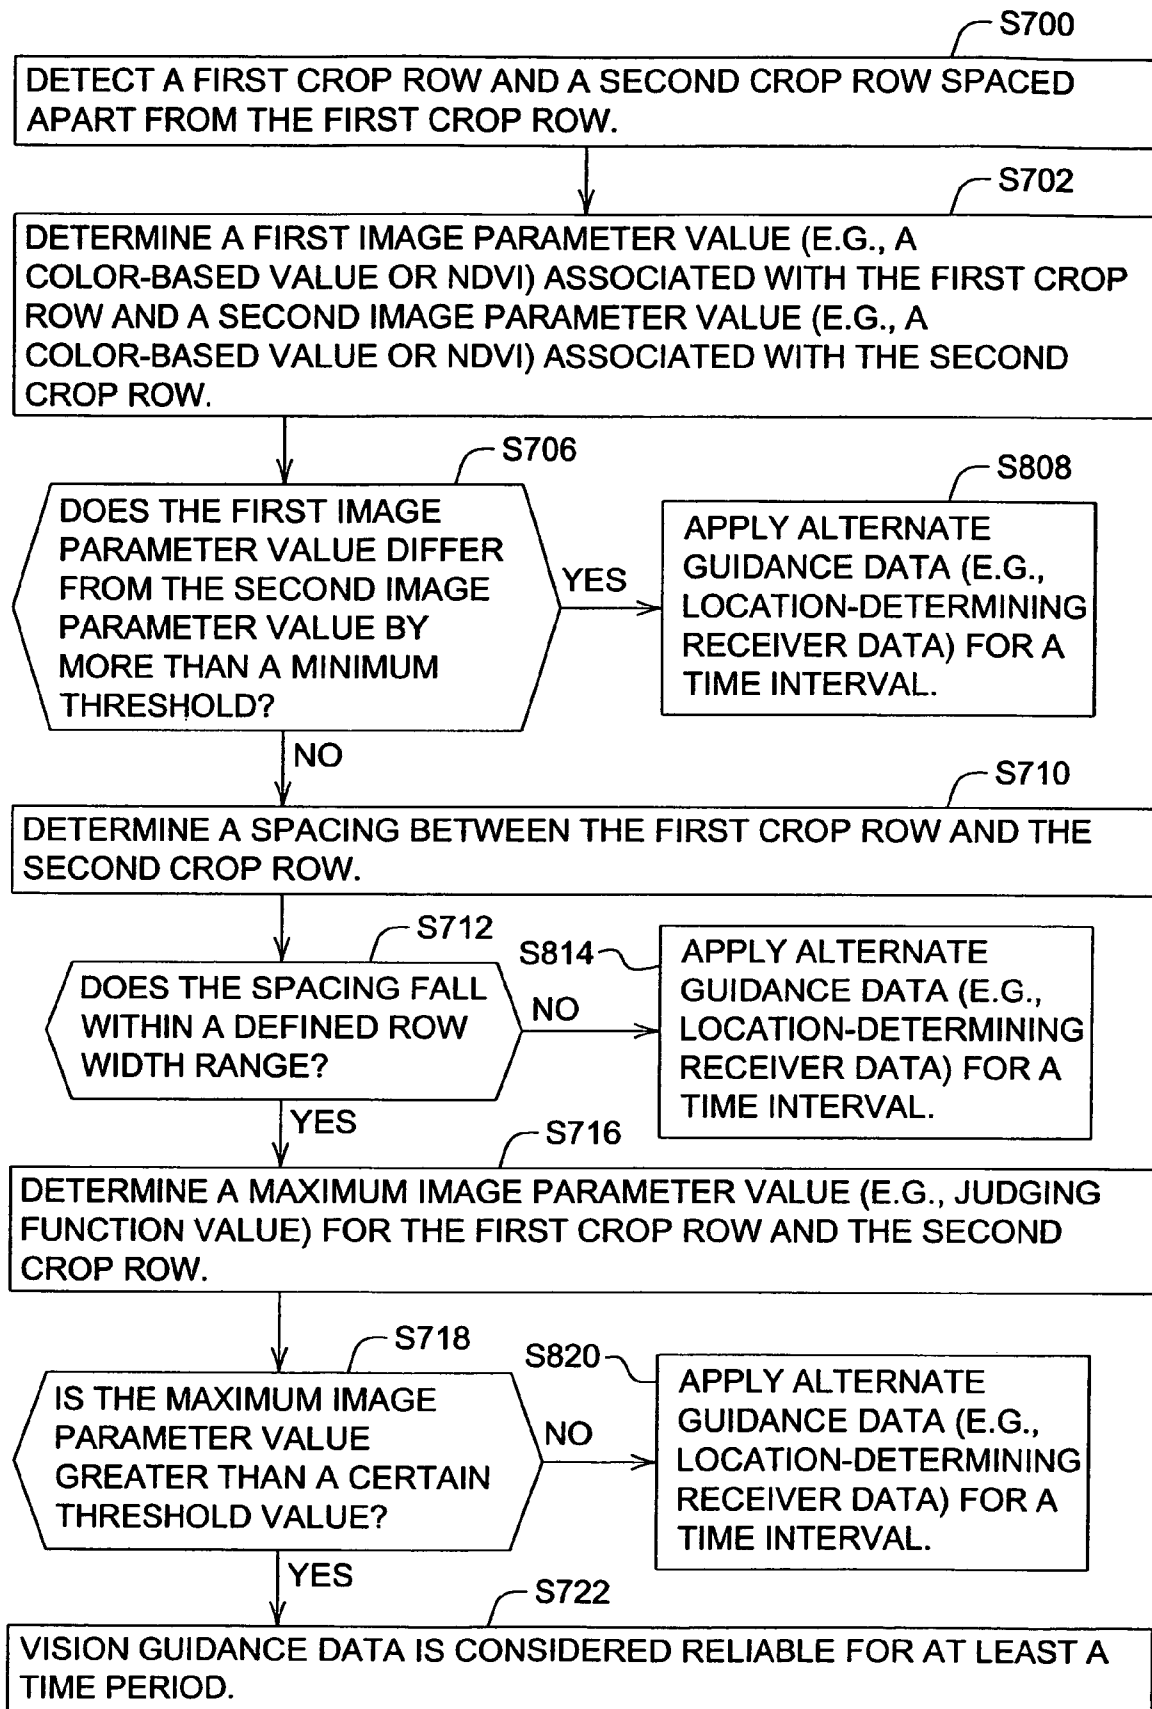 S700
DETECT A FIRST CROP ROW AND A SECOND CROP ROW SPACED
APART FROM THE FIRST CROP ROW.
S702
DETERMINE A FIRST IMAGE PARAMETER VALUE (E.G., A
COLOR-BASED VALUE OR NDVI) ASSOCIATED WITH THE FIRST CROP
ROW AND A SECOND IMAGE PARAMETER VALUE (E.G., A
COLOR-BASED VALUE OR NDVI) ASSOCIATED WITH THE SECOND
CROP ROW.
S706
DOES THE FIRST IMAGE
PARAMETER VALUE DIFFER
FROM THE SECOND IMAGE
PARAMETER VALUE BY
MORE THAN A MINIMUM
THRESHOLD?
YES
S808
APPLY ALTERNATE
GUIDANCE DATA (E.G.,
LOCATION-DETERMINING
RECEIVER DATA) FOR A
TIME INTERVAL.
NO
S710
DETERMINE A SPACING BETWEEN THE FIRST CROP ROW AND THE
SECOND CROP ROW.
S712
DOES THE SPACING FALL
WITHIN A DEFINED ROW
WIDTH RANGE?
NO
S814
APPLY ALTERNATE
GUIDANCE DATA (E.G.,
LOCATION-DETERMINING
RECEIVER DATA) FOR A
TIME INTERVAL.
YES
S716
DETERMINE A MAXIMUM IMAGE PARAMETER VALUE (E.G., JUDGING
FUNCTION VALUE) FOR THE FIRST CROP ROW AND THE SECOND
CROP ROW.
S718
IS THE MAXIMUM IMAGE
PARAMETER VALUE
GREATER THAN A CERTAIN
THRESHOLD VALUE?
NO
S820
APPLY ALTERNATE
GUIDANCE DATA (E.G.,
LOCATION-DETERMINING
RECEIVER DATA) FOR A
TIME INTERVAL.
YES
S722
VISION GUIDANCE DATA IS CONSIDERED RELIABLE FOR AT LEAST A
TIME PERIOD.